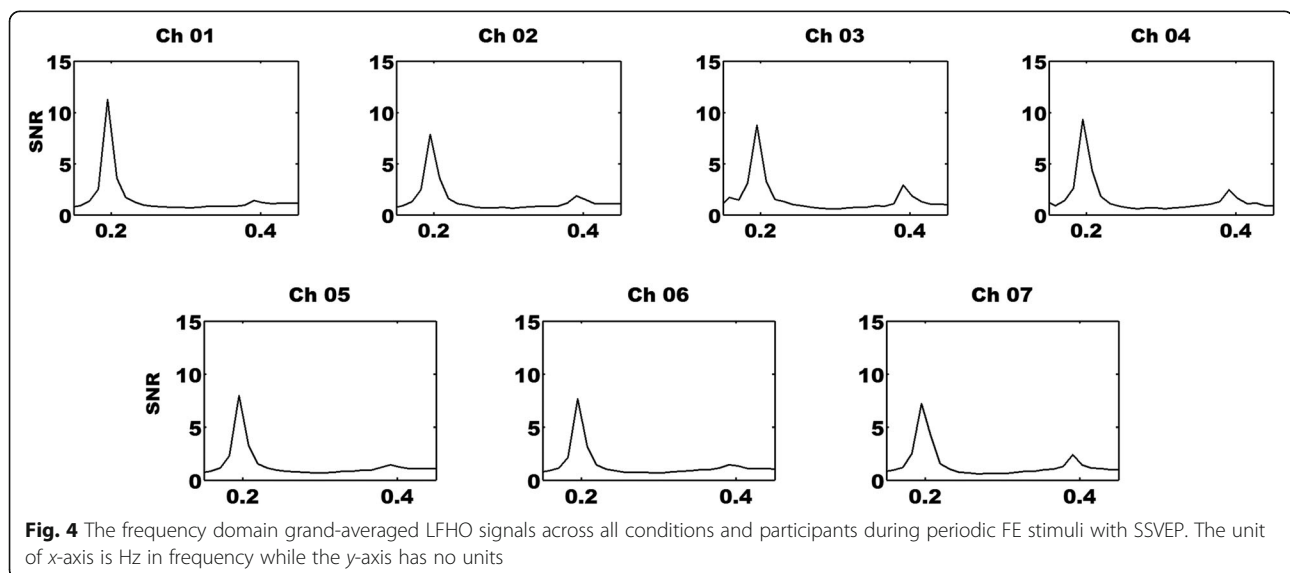 Ch 01 Ch 02 Ch 03 Ch 04
15 15 15 15
10 10 10 10
SNR
5 5 5 5
0 0 0 0
0.2 0.4 0.2 0.4 0.2 0.4 0.2 0.4
Ch 05 Ch 06 Ch 07
15 15 15
10 10 10
SNR
5 5 5
0 0 0
0.2 0.4 0.2 0.4 0.2 0.4
Fig. 4 The frequency domain grand-averaged LFHO signals across all conditions and participants during periodic FE stimuli with SSVEP. The unit
of x-axis is Hz in frequency while the y-axis has no units